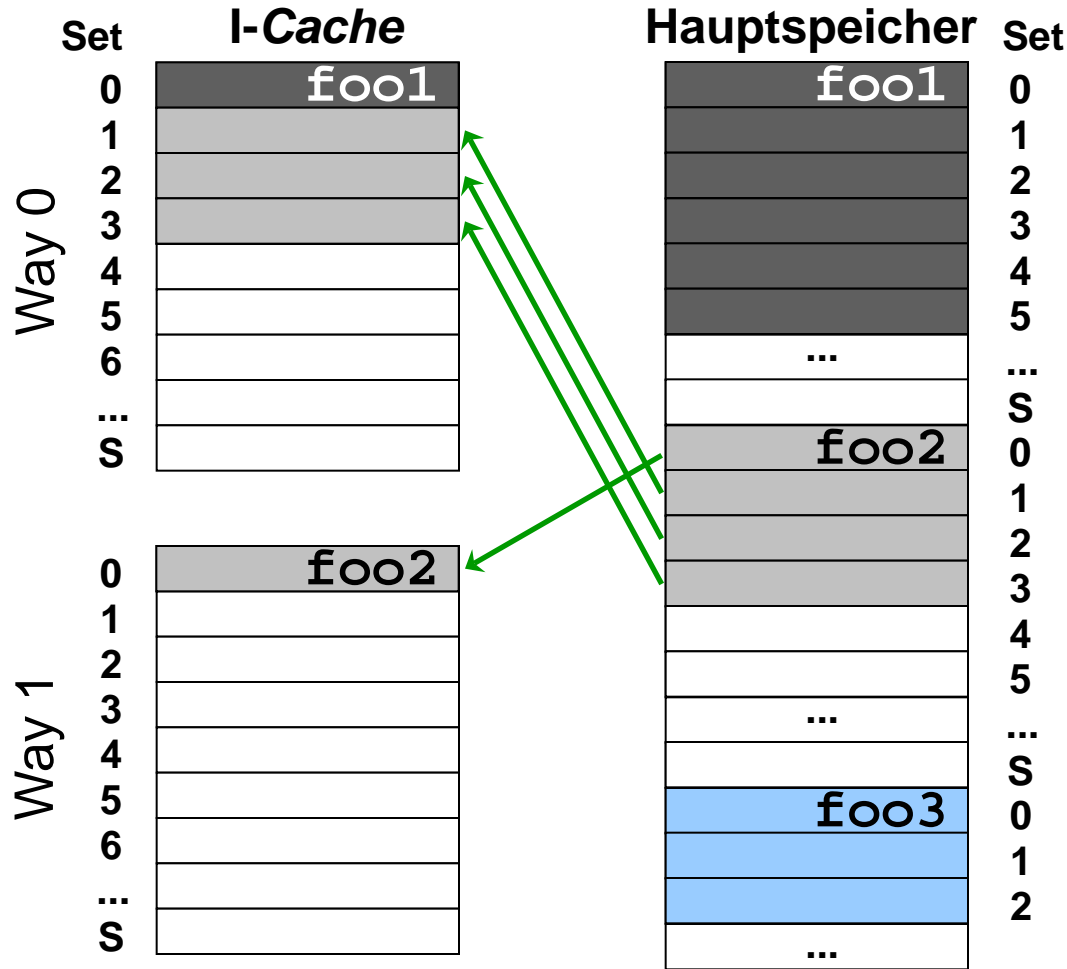 Set I-Cache Hauptspeicher Set
0 foo1 foo1 0
1 1
2 2
3 3
4 4
5 5
6 ... ...
... S
S foo2 0
1
0 foo2 2
1 3
2 4
3 5
4 ... ...
5 S
6 foo3 0
... 1
S 2
...
Way 0
Way 1